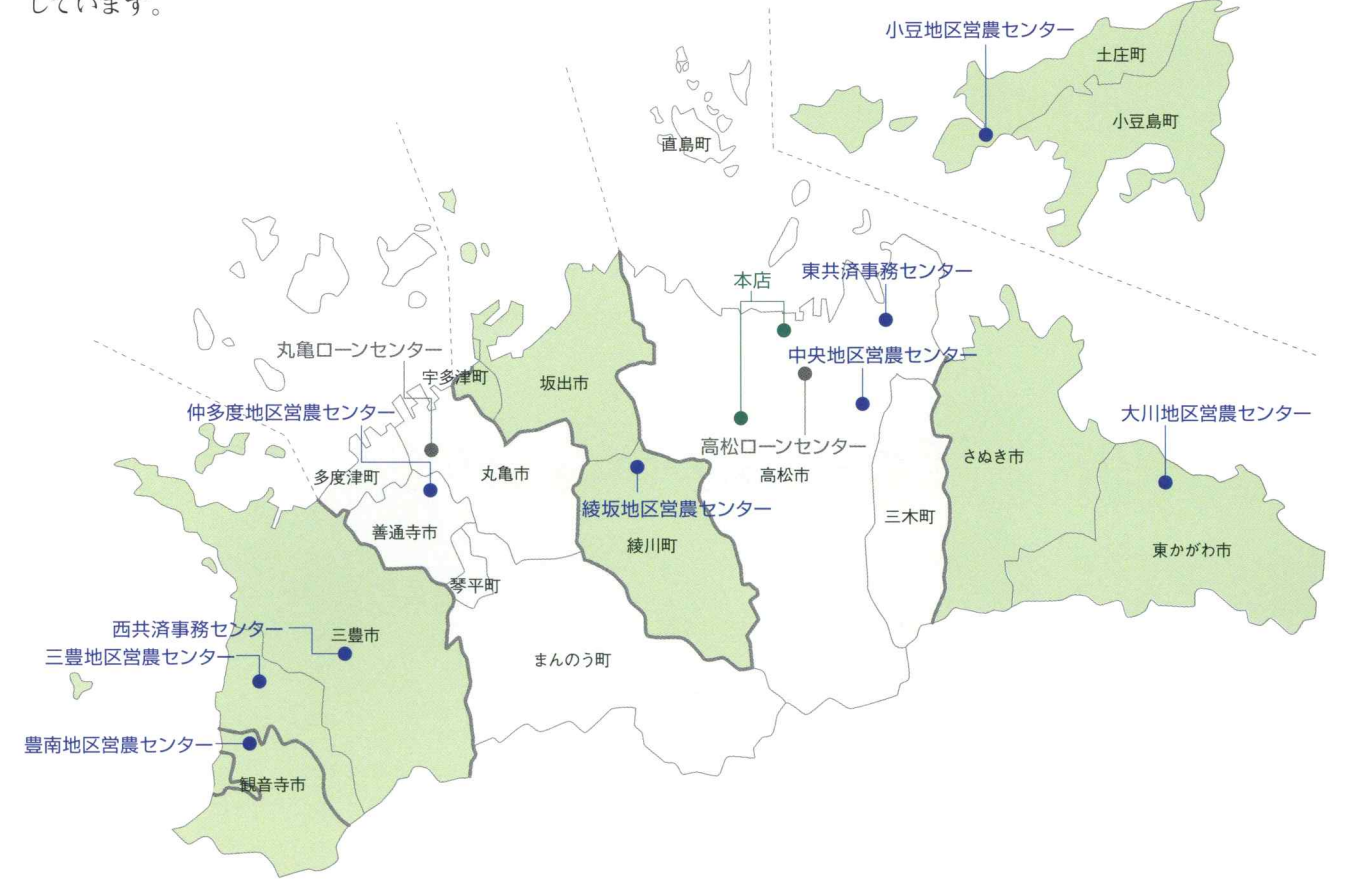 しています。
小豆地区営農センター
土庄町
小豆島町
直島町
本店
東共済事務センター
丸亀ローンセンター
宇多津町
坂出市
中央地区営農センター
仲多度地区営農センター
大川地区営農センター
高松ローンセンター
さぬき市
多度津町
丸亀市
高松市
綾坂地区営農センター
三木町
善通寺市
綾川町
東かがわ市
琴平町
西共済事務センター
三豊市
三豊地区営農センター
まんのう町
豊南地区営農センター
観音寺市